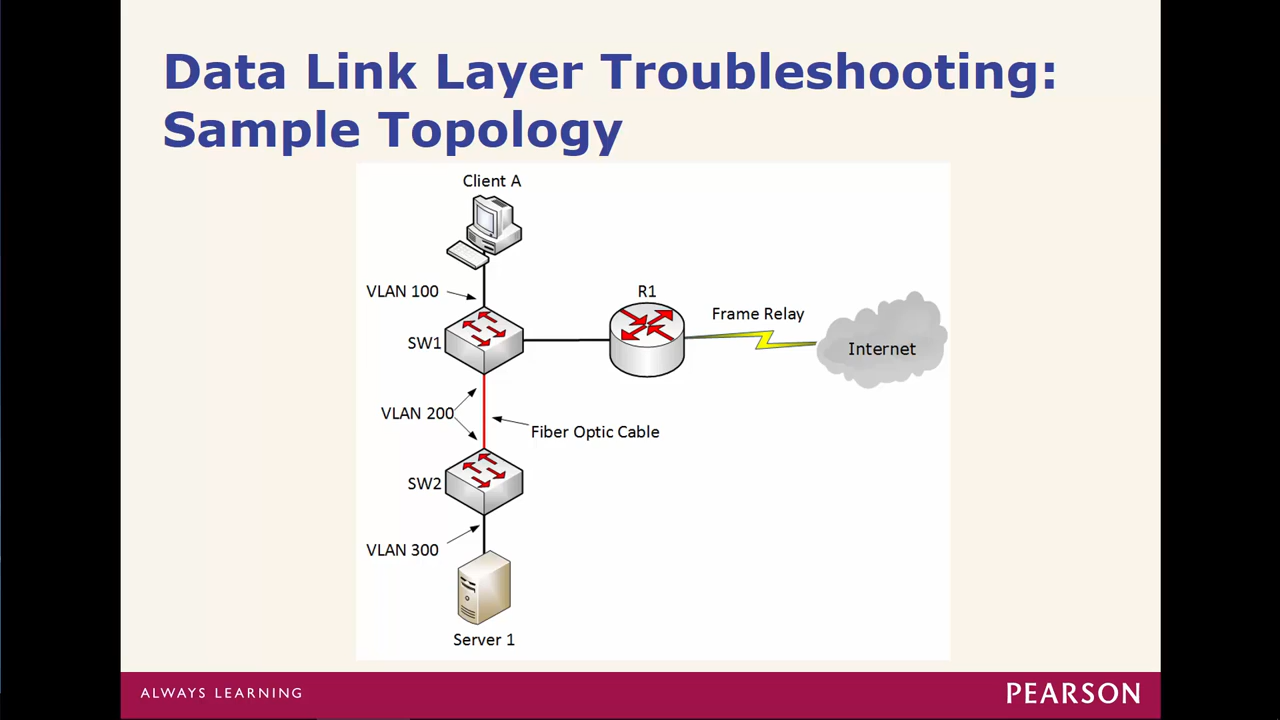 Data Link Layer Troubleshooting:
Sample Topology
Client A
VLAN 100
R1
Frame Relay
SW1
Internet
VLAN 200
Fiber Optic Cable
SW2
VLAN 300
Server 1
ALWAYS LEARNING
PEARSON